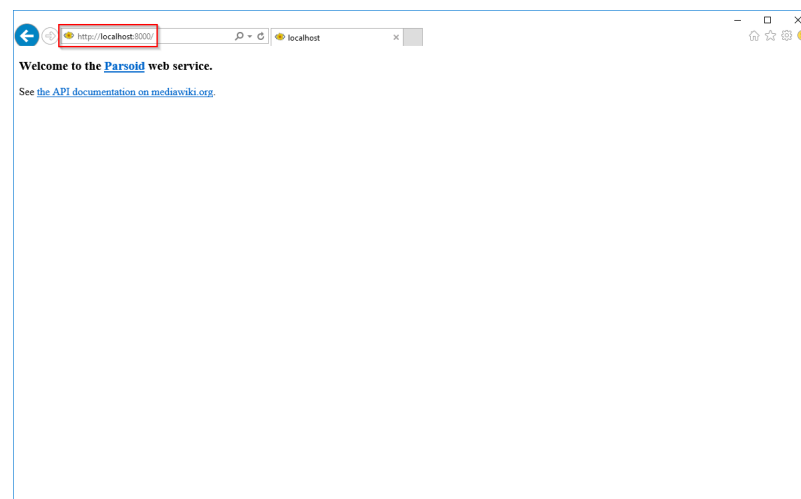 http://localhost:8000/
localhost
Welcome to the Parsoid web service.
See the API documentation on mediawiki.org.